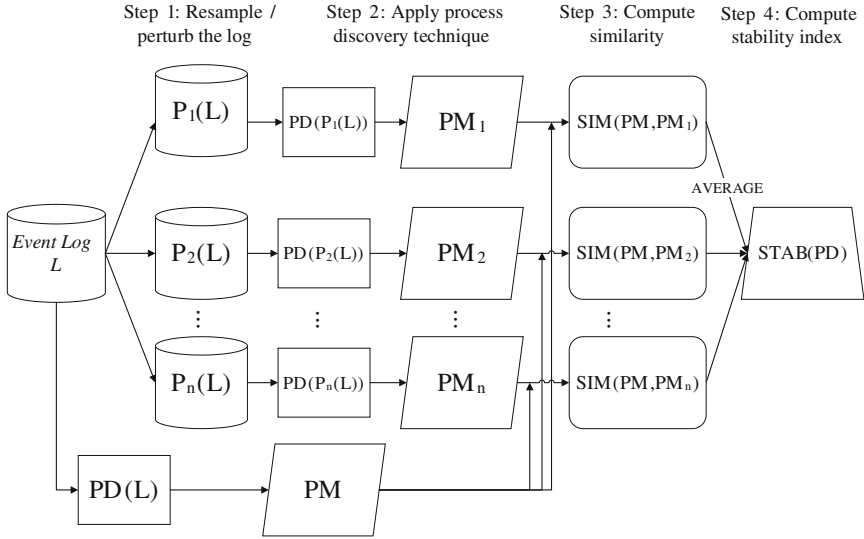 Step 1: Resample /
perturb the log
Step 2: Apply process
discovery technique
Step 3: Compute
similarity
Step 4: Compute
stability index
P1(L)
PD(P1(L))
PM1
SIM(PM,PM1)
AVERAGE
Event Log
L
P2(L)
PD(P2(L))
PM2
SIM(PM,PM2)
STAB(PD)
...
...
...
...
Pn(L)
PD(Pn(L))
PMn
SIM(PM,PMn)
PD(L)
PM